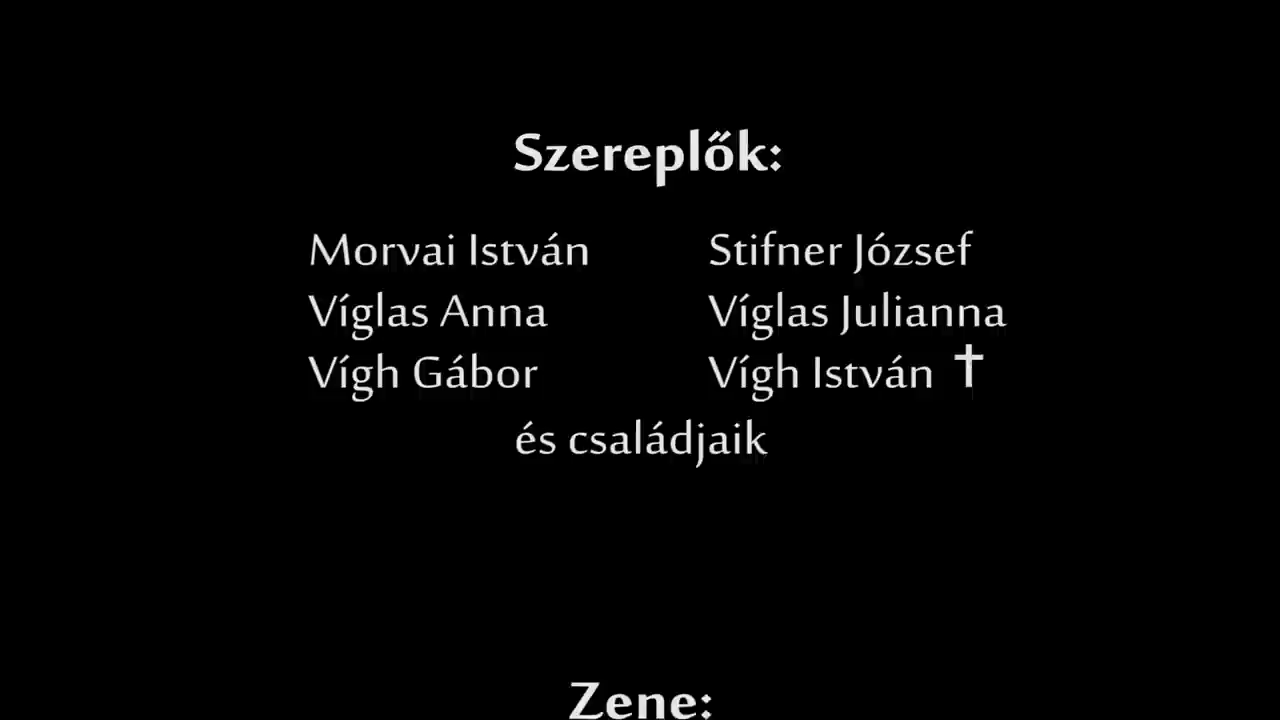 Szereplők:
Morvai István Stifner József
Víglas Anna Víglas Julianna
Vígh Gábor Vígh István ✝
és családjaik
Zene: